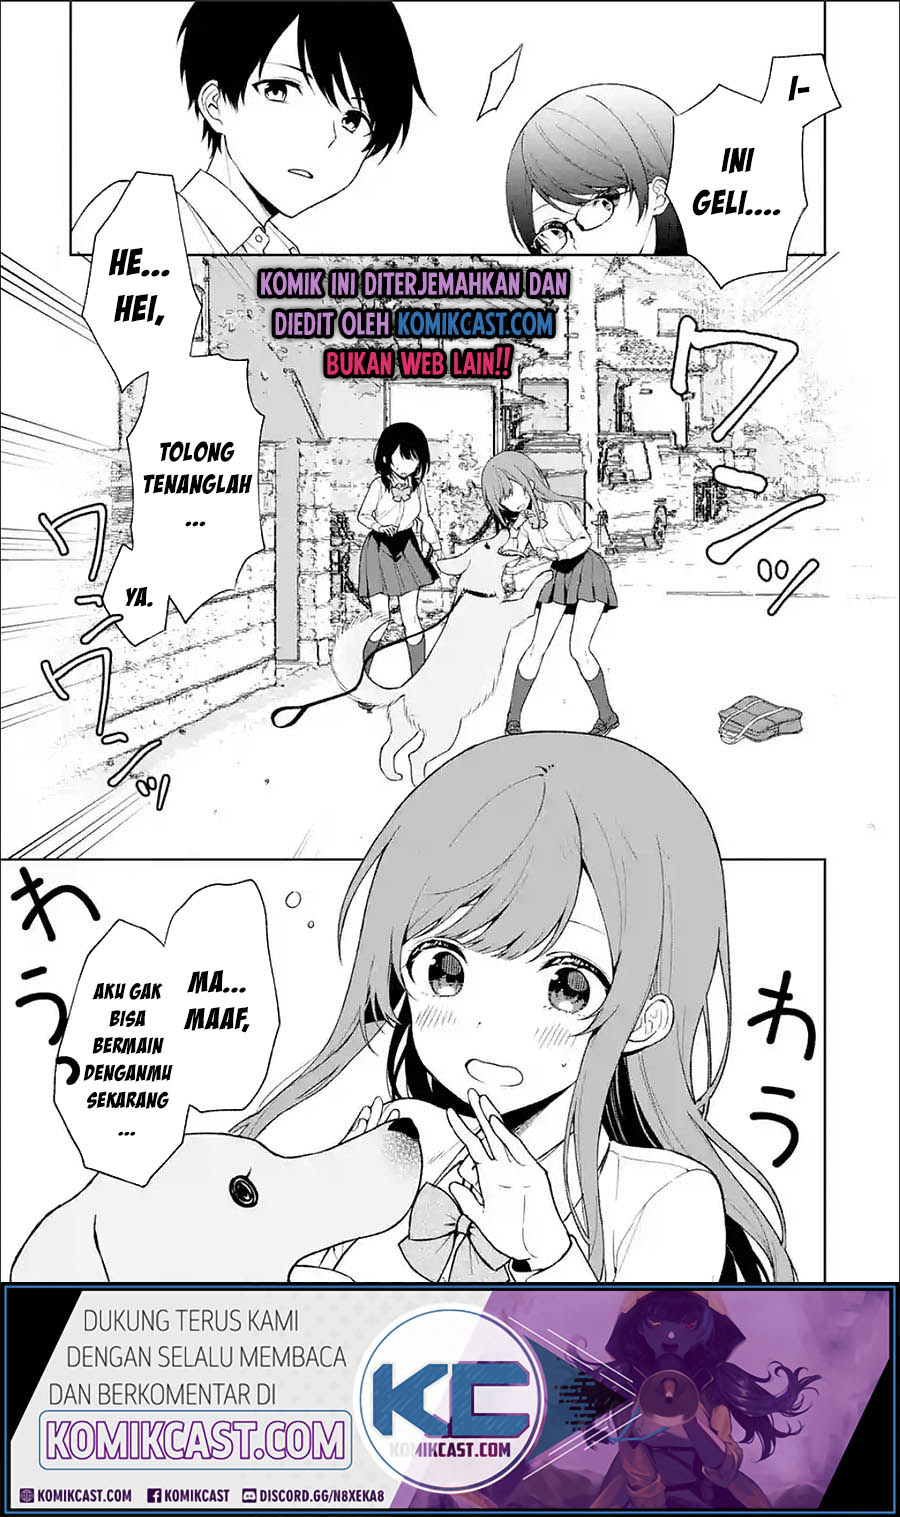 I-
INI
GELI....
HE...
HEI,
KOMIK INI DITERJEMAHKAN DAN
DIEDIT OLEH KOMIKCAST.COM
BUKAN WEB LAIN!!
ワンッ
TOLONG
TENANGLAH
...
YA.
ワンワンッ
わうっ
MA...
MAAF,
AKU GAK
BISA
BERMAIN
DENGANMU
SEKARANG
...
わう
DUKUNG TERUS KAMI
DENGAN SELALU MEMBACA
DAN BERKOMENTAR DI
KOMIKCAST.COM
KC
KOMIKCAST.COM
KOMIKCAST.COM
KOMIKCAST
DISCORD.GG/N8XEKA8